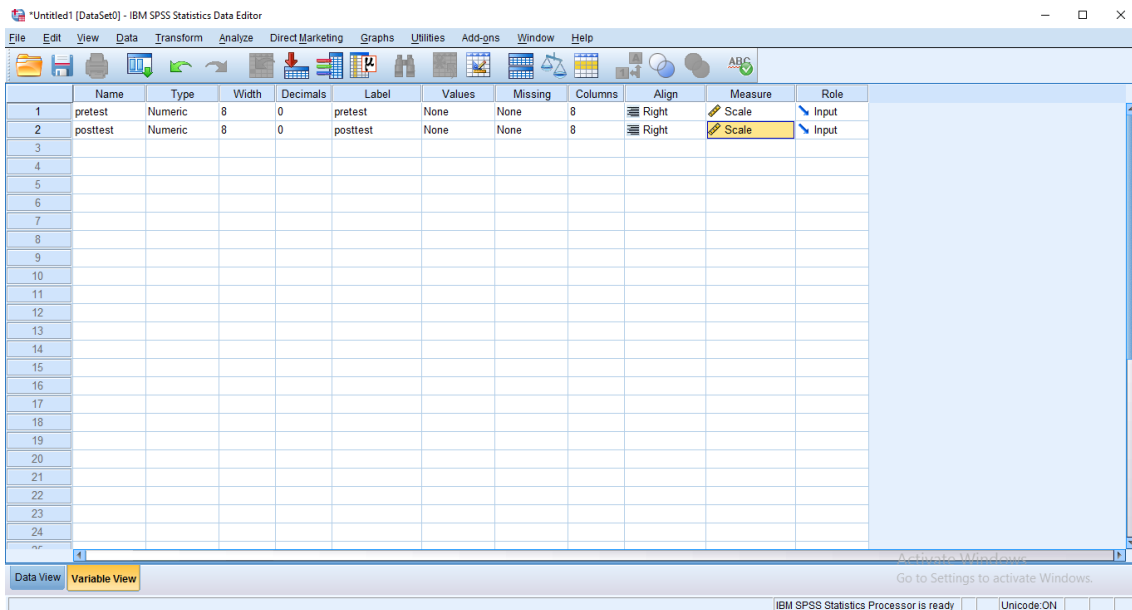 *Untitled1 [DataSet0] - IBM SPSS Statistics Data Editor
File Edit View Data Transform Analyze Direct Marketing Graphs Utilities Add-ons Window Help
Name Type Width Decimals Label Values Missing Columns Align Measure Role
1 pretest Numeric 8 0 pretest None None 8 Right Scale Input
2 posttest Numeric 8 0 posttest None None 8 Right Scale Input
3
4
5
6
7
8
9
10
11
12
13
14
15
16
17
18
19
20
21
22
23
24
Activate Windows
Data View Variable View Go to Settings to activate Windows.
IBM SPSS Statistics Processor is ready Unicode:ON